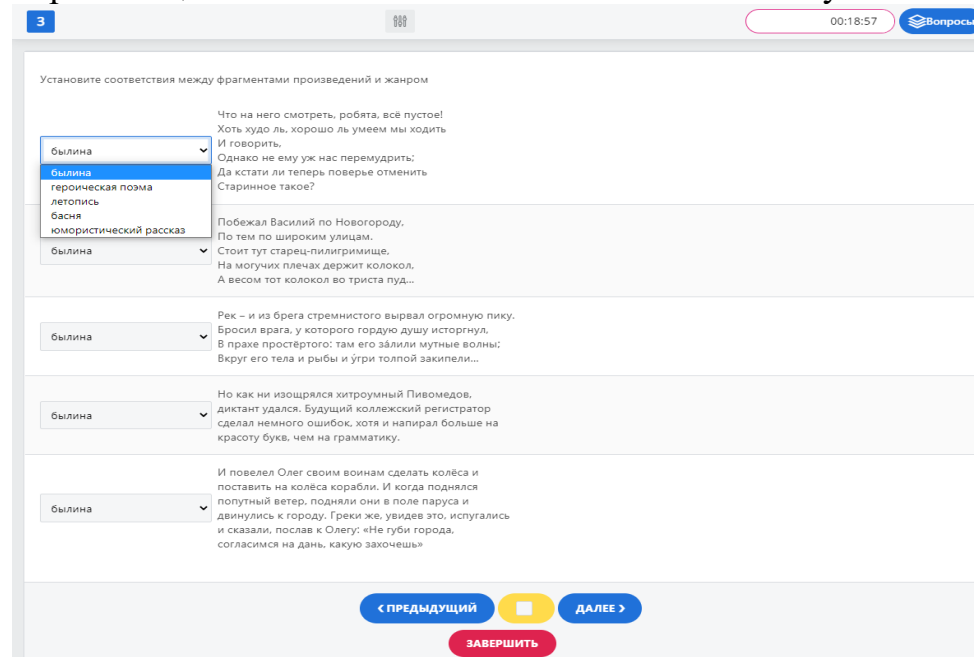 3
00:18:57
Вопросы
Установите соответствия между фрагментами произведений и жанром
Что на него смотреть, робята, всё пустое!
Хоть худо ль, хорошо ль умеем мы ходить
И говорить,
Однако не ему уж нас перемудрить;
Да кстати ли теперь поверье отменить
Старинное такое?
былина
былина
героическая поэма
летопись
басня
юмористический рассказ
Побежал Василий по Новогороду,
По тем по широким улицам.
Стоит тут старец-пилигримище,
На могучих плечах держит колокол,
А весом тот колокол во триста пуд...
былина
Рек – и из брега стремнистого вырвал огромную пику.
Бросил врага, у которого гордую душу исторгнул,
В прахе простёртого: там его зáлили мутные волны;
Вкруг его тела и рыбы и ýгри толпой закипели...
былина
Но как ни изощрялся хитроумный Пивомедов,
диктант удался. Будущий коллежский регистратор
сделал немного ошибок, хотя и напирал больше на
красоту букв, чем на грамматику.
былина
И повелел Олег своим воинам сделать колёса и
поставить на колёса корабли. И когда поднялся
попутный ветер, подняли они в поле паруса и
двинулись к городу. Греки же, увидев это, испугались
и сказали, послав к Олегу: «Не губи города,
согласимся на дань, какую захочешь»
былина
ПРЕДЫДУЩИЙ
ДАЛЕЕ
ЗАВЕРШИТЬ